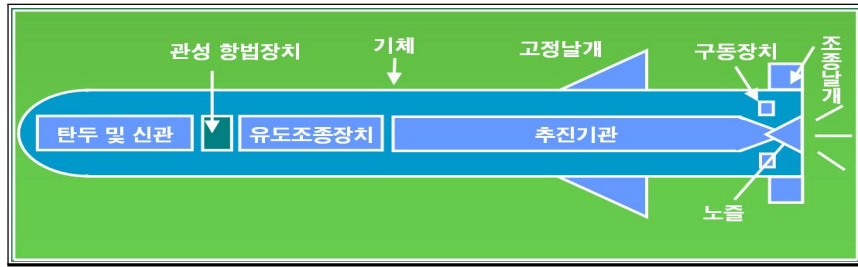 관성 항법장치
기체
고정날개
구동장치
조종날개
탄두 및 신관
유도조종장치
추진기관
노즐